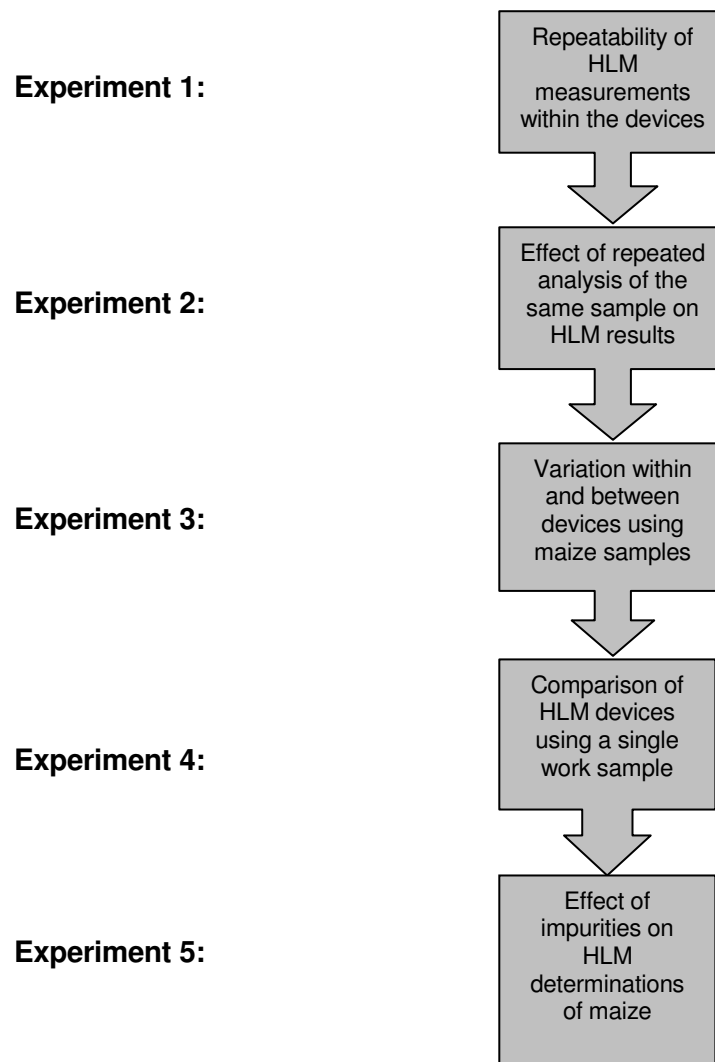 Experiment 1:
Repeatability of
HLM
measurements
within the devices
Experiment 2:
Effect of repeated
analysis of the
same sample on
HLM results
Experiment 3:
Variation within
and between
devices using
maize samples
Experiment 4:
Comparison of
HLM devices
using a single
work sample
Experiment 5:
Effect of
impurities on
HLM
determinations
of maize